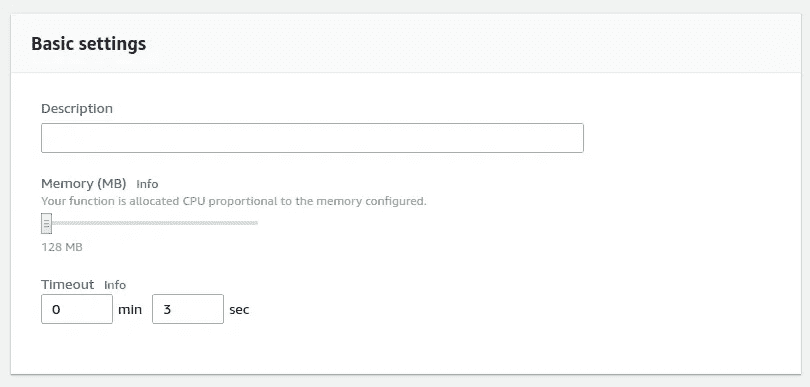 Basic settings
Description
Memory (MB) Info
Your function is allocated CPU proportional to the memory configured.
128 MB
Timeout Info
0 min 3 sec